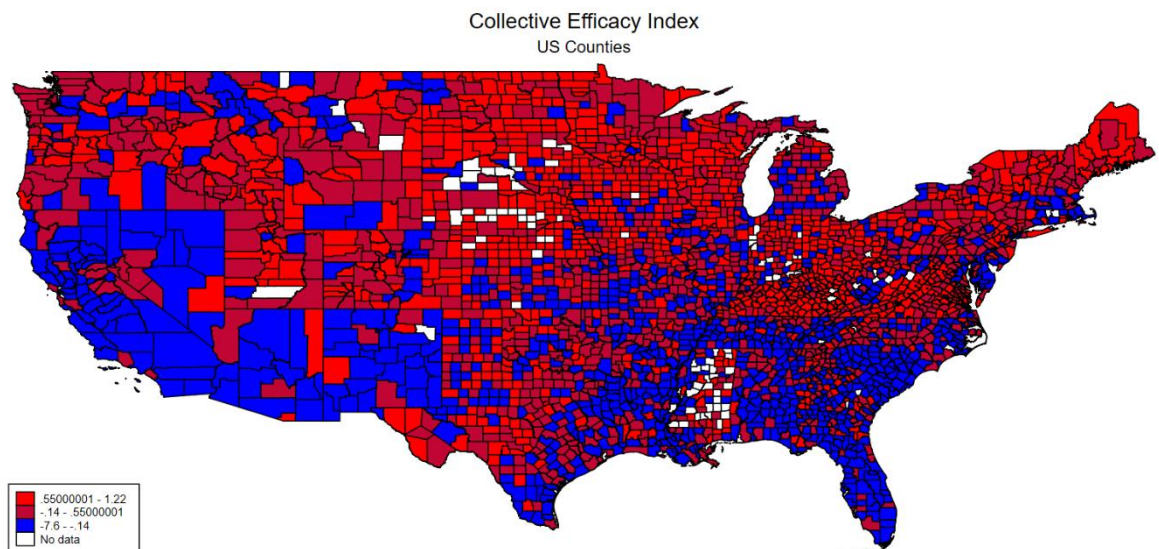 Collective Efficacy Index
US Counties
.55000001 - 1.22
-.14 - .55000001
-7.6 - -.14
No data